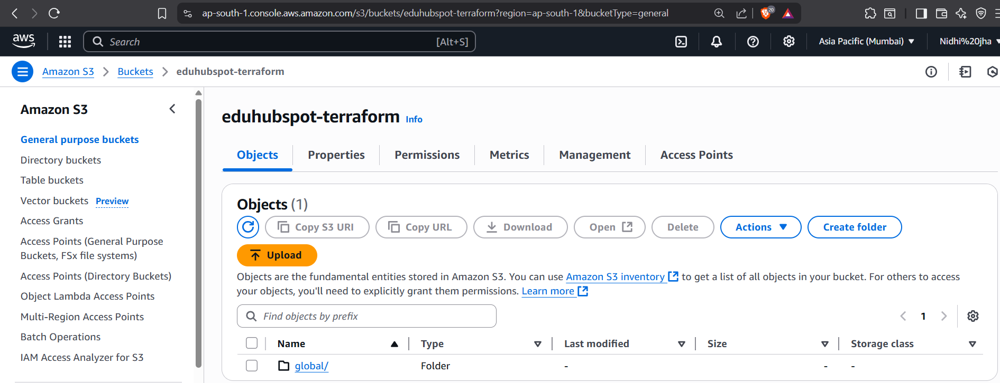 ap-south-1.console.aws.amazon.com/s3/buckets/eduhubspot-terraform?region=ap-south-1&bucketType=general
20
aws
Search [Alt+S]
Asia Pacific (Mumbai)
Nidhi%20jha
Amazon S3 > Buckets > eduhubspot-terraform
Amazon S3
General purpose buckets
Directory buckets
Table buckets
Vector buckets Preview
Access Grants
Access Points (General Purpose
Buckets, FSx file systems)
Access Points (Directory Buckets)
Object Lambda Access Points
Multi-Region Access Points
Batch Operations
IAM Access Analyzer for S3
eduhubspot-terraform Info
Objects
Properties
Permissions
Metrics
Management
Access Points
Objects (1)
Copy S3 URI
Copy URL
Download
Open
Delete
Actions
Create folder
Upload
Objects are the fundamental entities stored in Amazon S3. You can use Amazon S3 inventory to get a list of all objects in your bucket. For others to access
your objects, you'll need to explicitly grant them permissions. Learn more
Find objects by prefix
1
Name Type Last modified Size Storage class
global/ Folder - - -